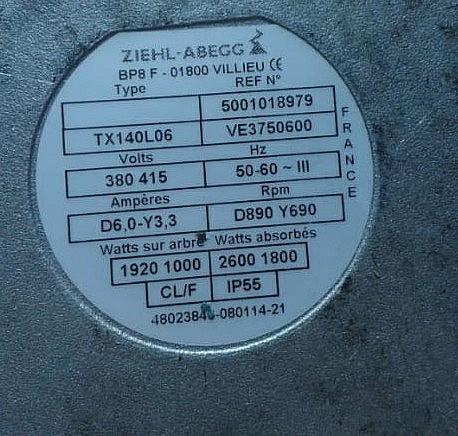 ZIEHL-ABEGG
BP8 F - 01800 VILLIEU CE
Type REF N°
5001018979
TX140L06 VE3750600
Volts Hz
380 415 50-60 ~ III
Ampères Rpm
D6,0-Y3,3 D890 Y690
Watts sur arbre Watts absorbés
1920 1000 2600 1800
CL/F IP55
FRANCE